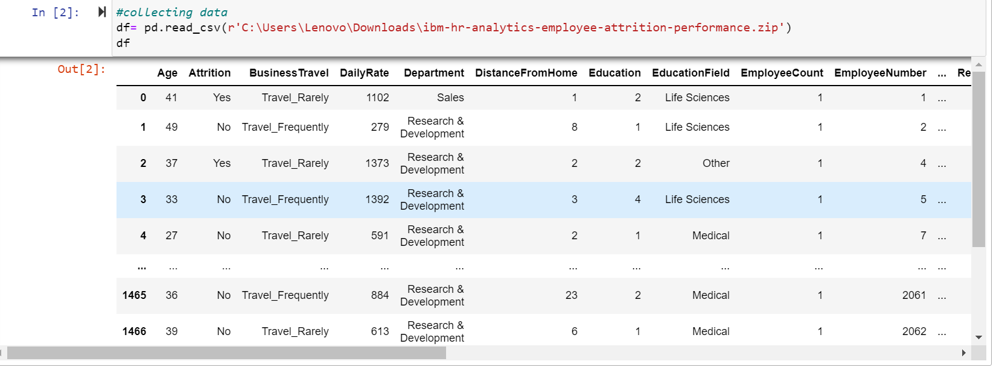 In [2]:
#collecting data
df= pd.read_csv(r'C:\Users\Lenovo\Downloads\ibm-hr-analytics-employee-attrition-performance.zip')
df
Out[2]:
Age Attrition BusinessTravel DailyRate Department DistanceFromHome Education EducationField EmployeeCount EmployeeNumber ... Re
0 41 Yes Travel_Rarely 1102 Sales 1 2 Life Sciences 1 1 ...
1 49 No Travel_Frequently 279 Research & Development 8 1 Life Sciences 1 2 ...
2 37 Yes Travel_Rarely 1373 Research & Development 2 2 Other 1 4 ...
3 33 No Travel_Frequently 1392 Research & Development 3 4 Life Sciences 1 5 ...
4 27 No Travel_Rarely 591 Research & Development 2 1 Medical 1 7 ...
... ... ... ... ... ... ... ... ... ... ... ...
1465 36 No Travel_Frequently 884 Research & Development 23 2 Medical 1 2061 ...
1466 39 No Travel_Rarely 613 Research & Development 6 1 Medical 1 2062 ...